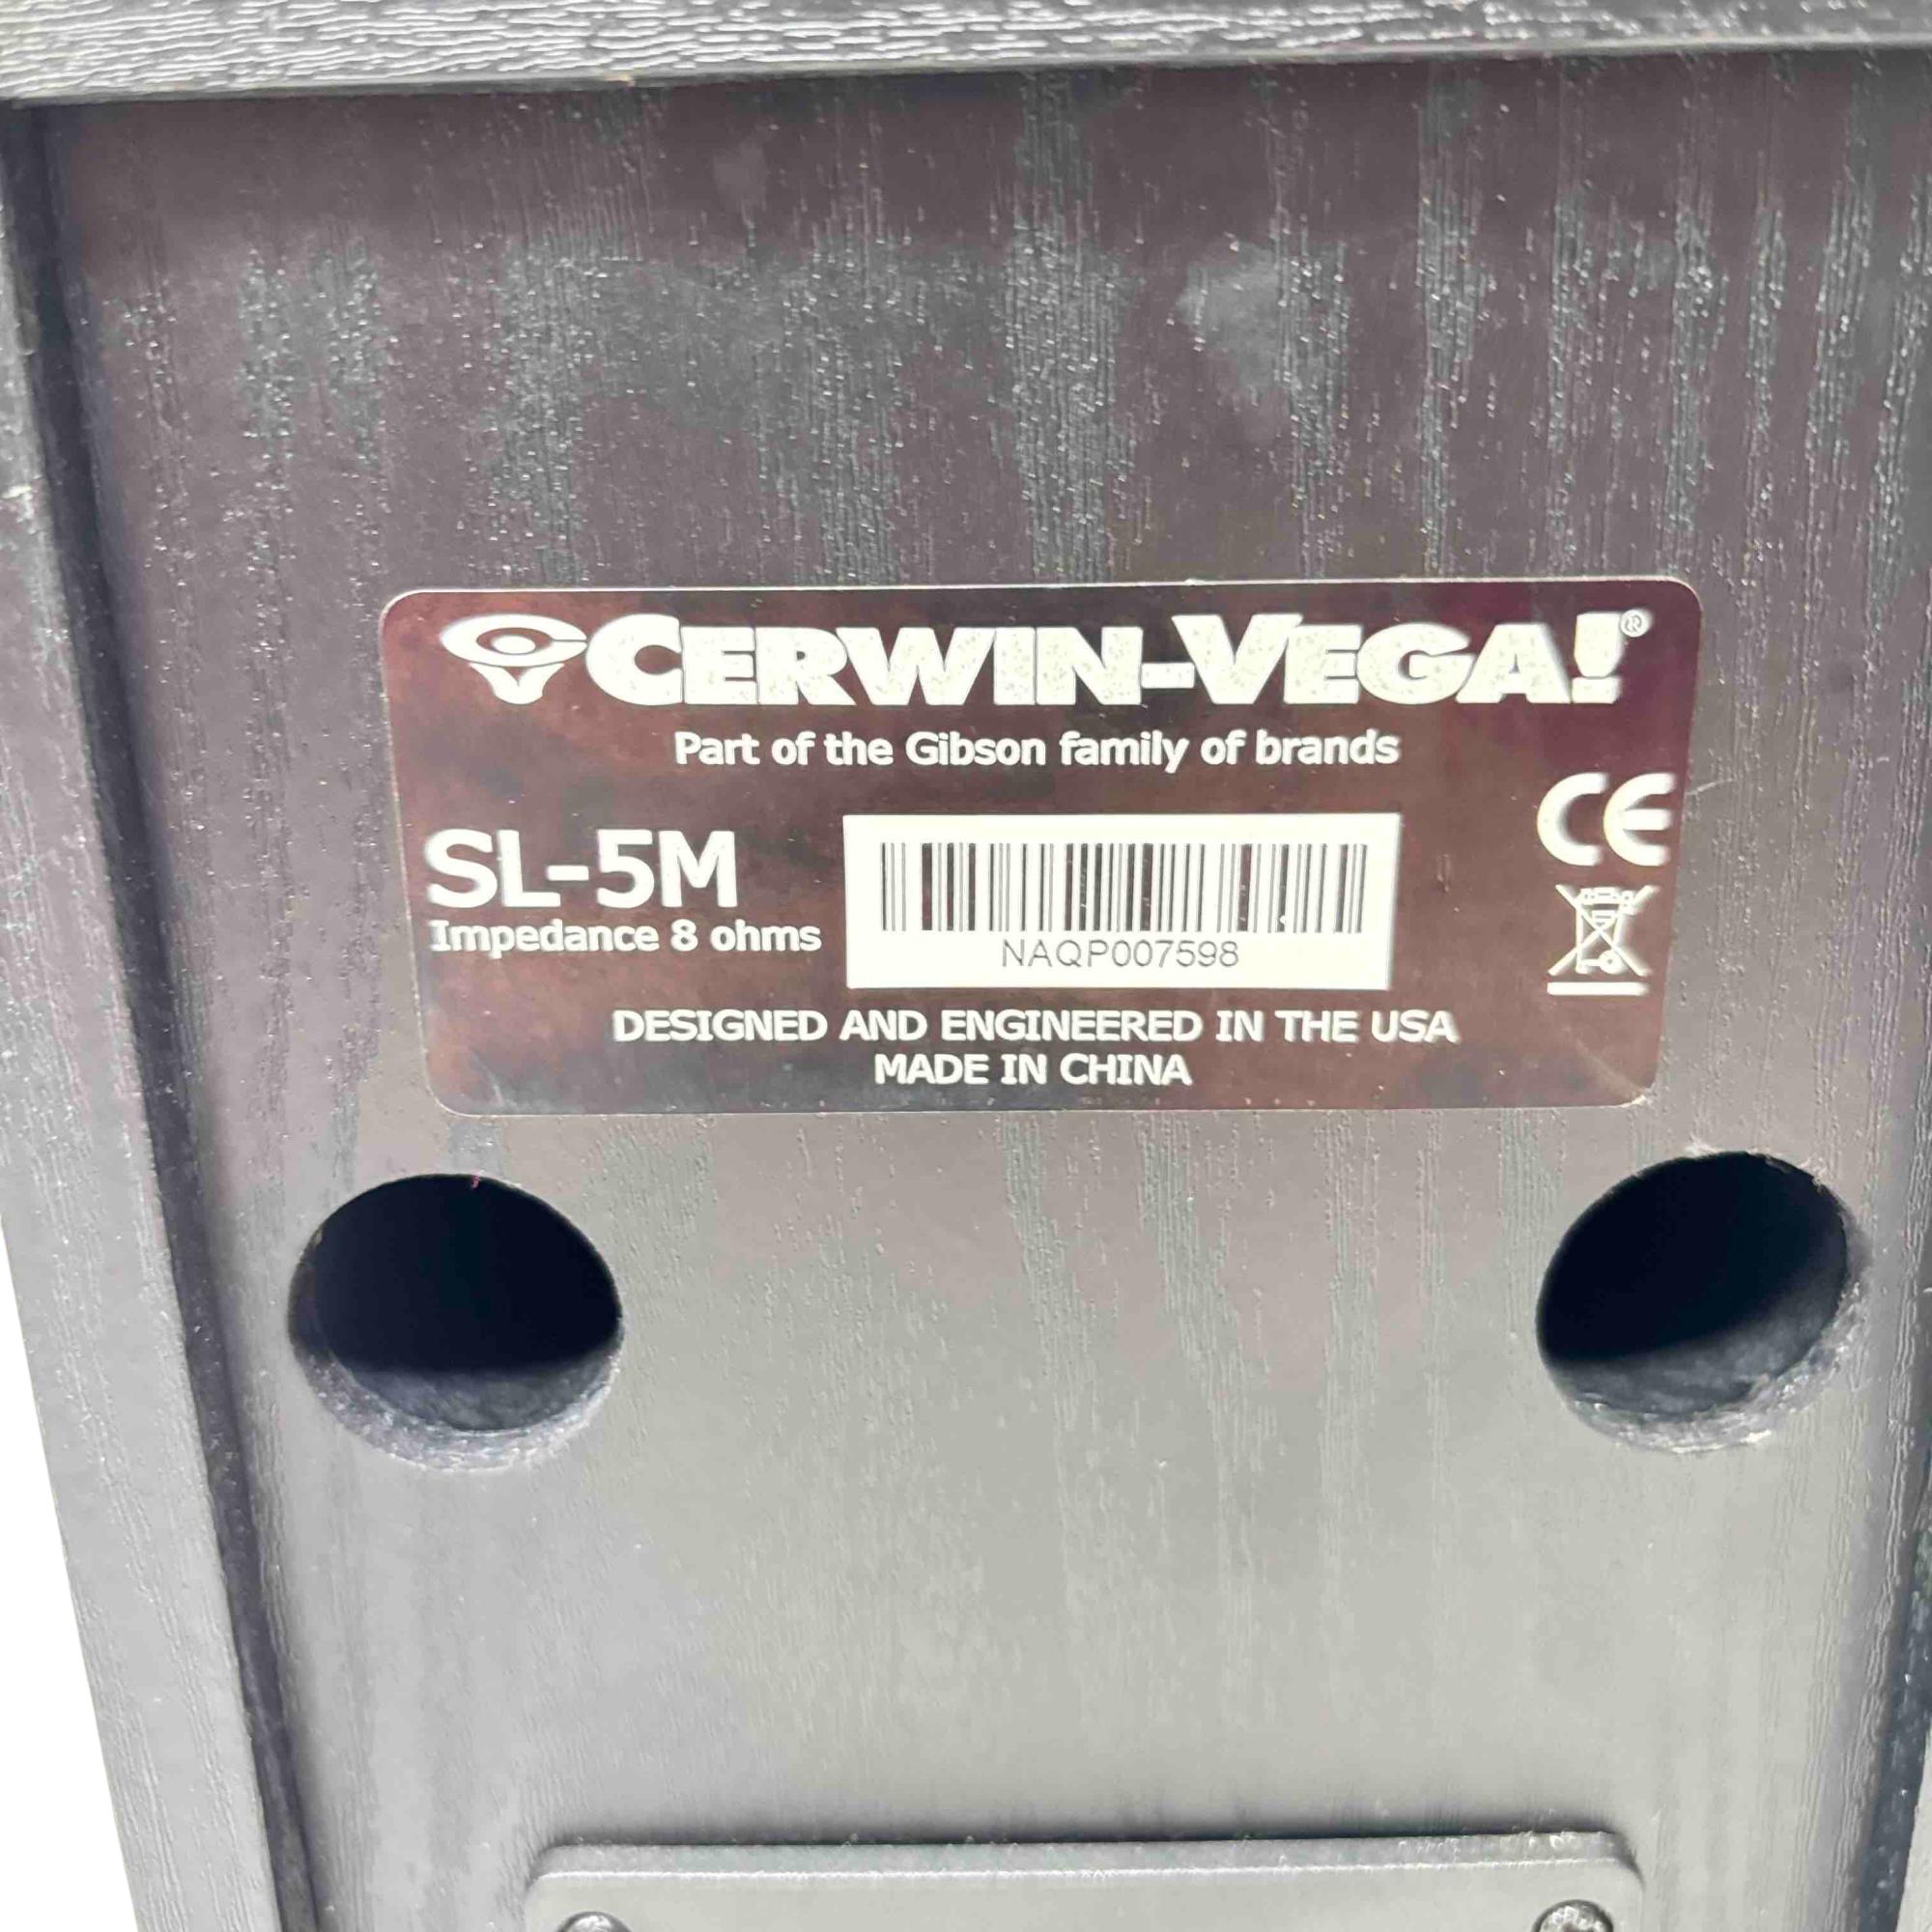 CERWIN-VEGA!®
Part of the Gibson family of brands
SL-5M
Impedance 8 ohms
NAQP007598
CE
DESIGNED AND ENGINEERED IN THE USA
MADE IN CHINA